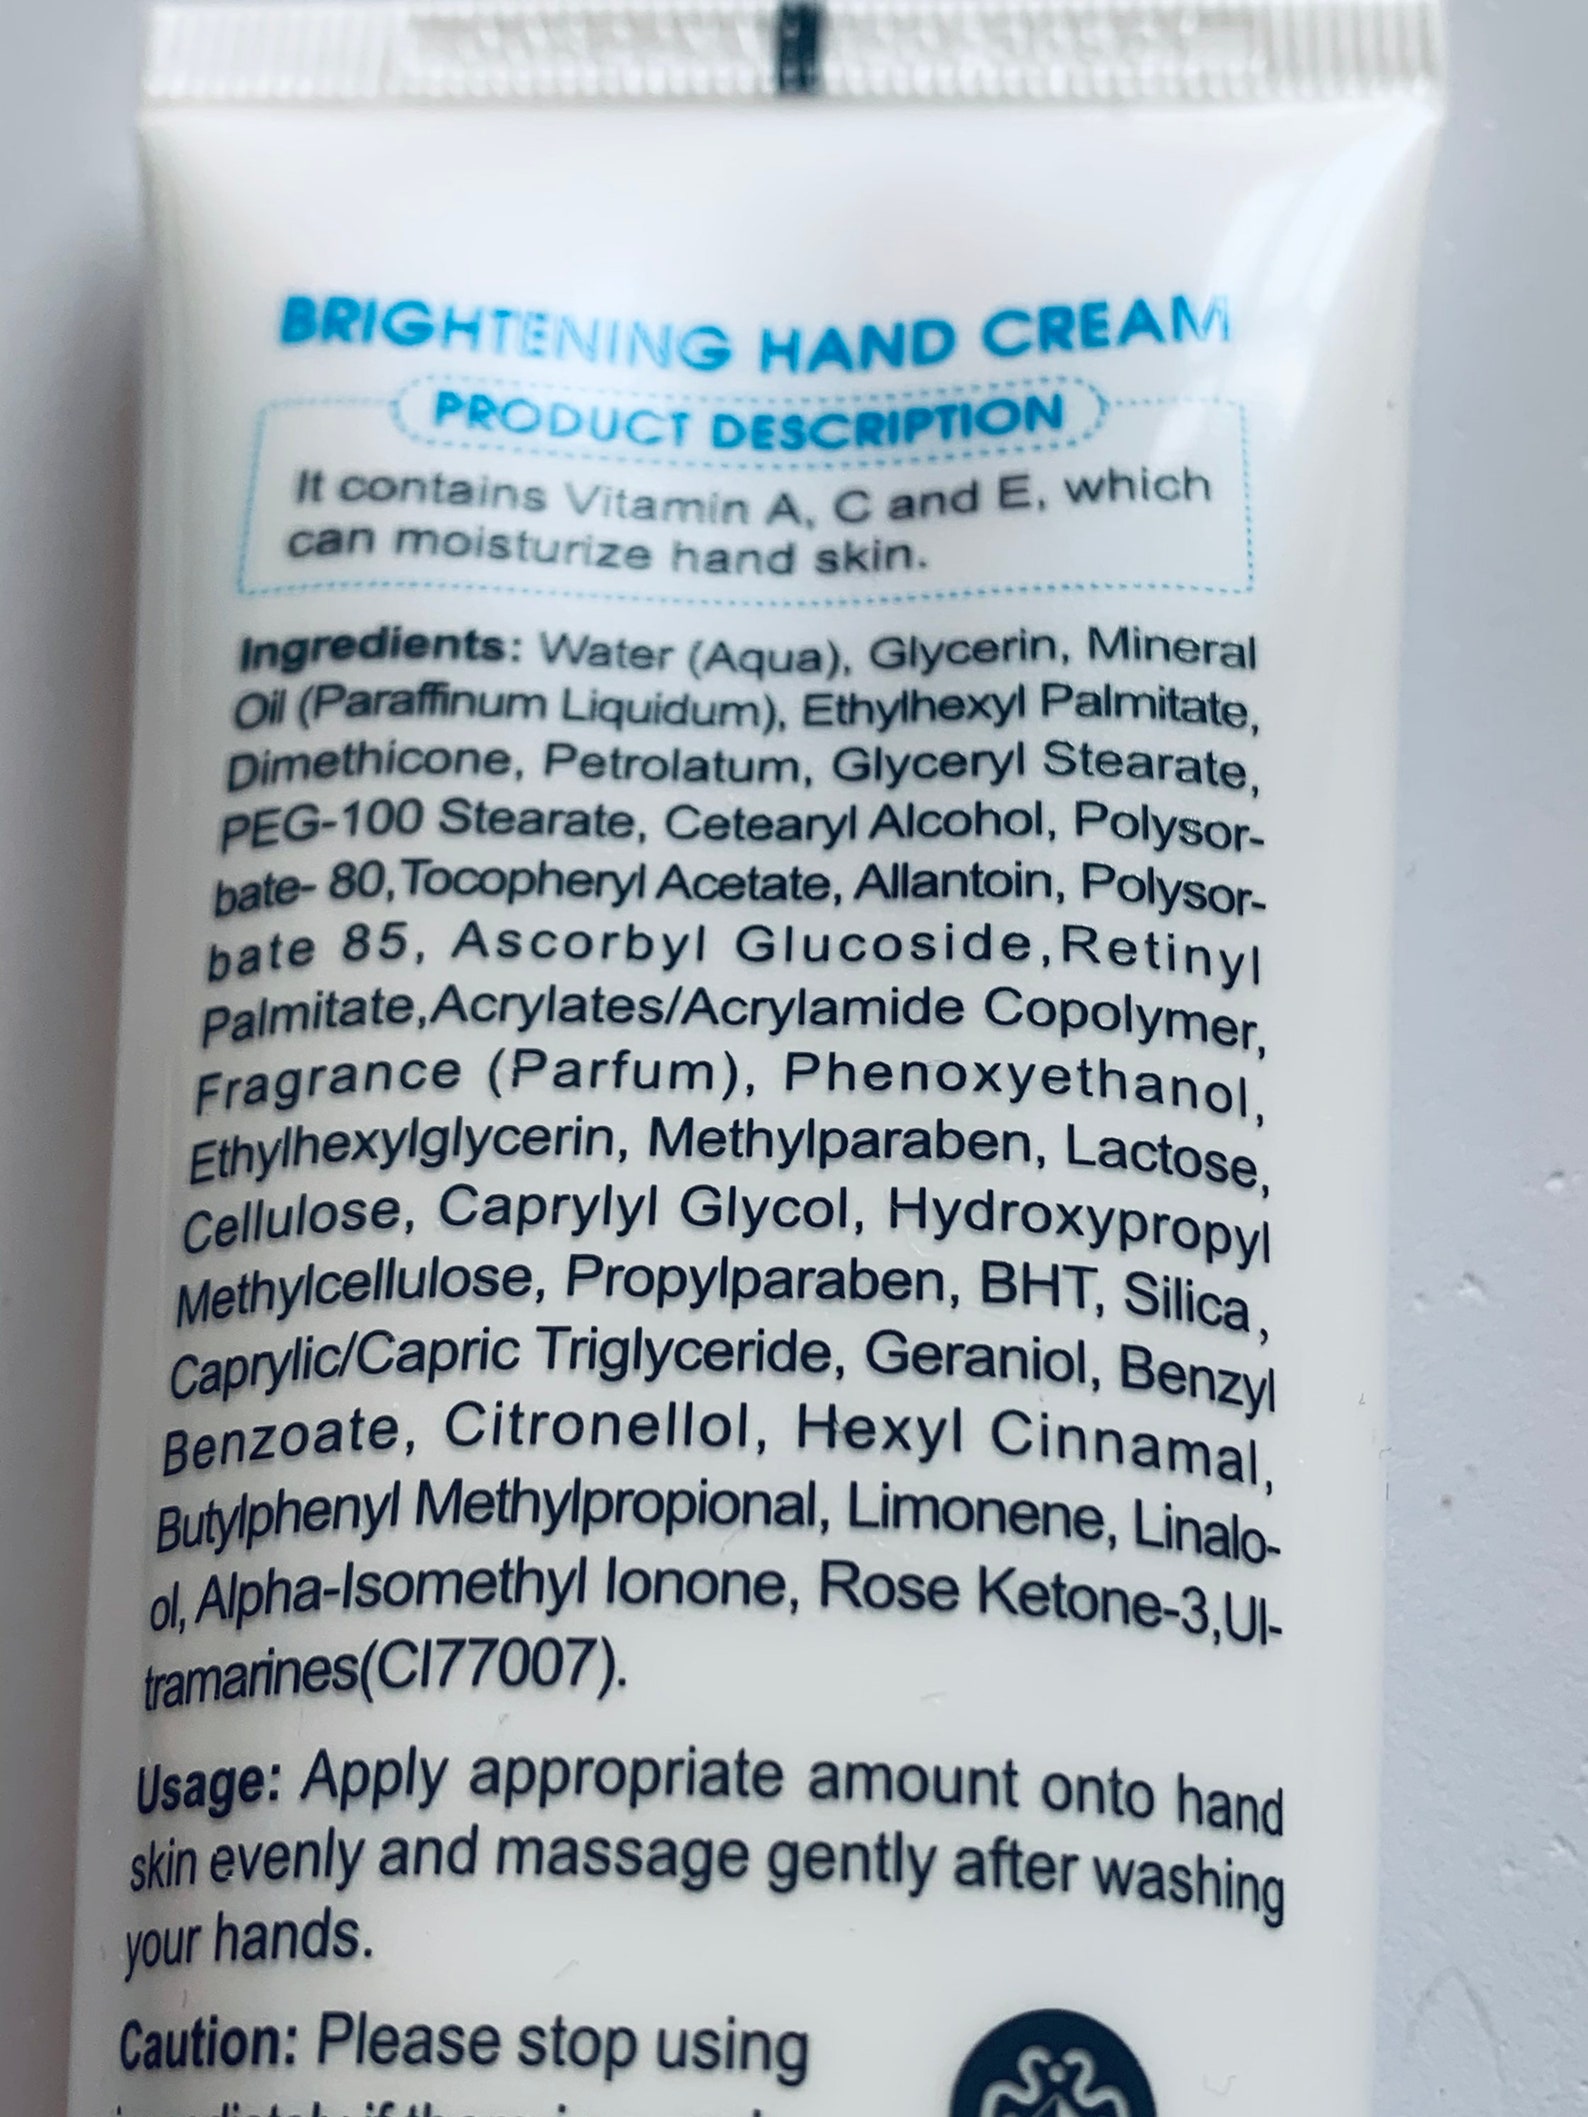 BRIGHTENING HAND CREAM
PRODUCT DESCRIPTION
It contains Vitamin A, C and E, which
can moisturize hand skin.
Ingredients: Water (Aqua), Glycerin, Mineral
Oil (Paraffinum Liquidum), Ethylhexyl Palmitate,
Dimethicone, Petrolatum, Glyceryl Stearate,
PEG-100 Stearate, Cetearyl Alcohol, Polysor-
bate- 80,Tocopheryl Acetate, Allantoin, Polysor-
bate 85, Ascorbyl Glucoside,Retinyl
Palmitate,Acrylates/Acrylamide Copolymer,
Fragrance (Parfum), Phenoxyethanol,
Ethylhexylglycerin, Methylparaben, Lactose,
Cellulose, Caprylyl Glycol, Hydroxypropyl
Methylcellulose, Propylparaben, BHT, Silica,
Caprylic/Capric Triglyceride, Geraniol, Benzyl
Benzoate, Citronellol, Hexyl Cinnamal,
Butylphenyl Methylpropional, Limonene, Linalo-
ol, Alpha-Isomethyl Ionone, Rose Ketone-3,Ul-
tramarines(CI77007).
Usage: Apply appropriate amount onto hand
skin evenly and massage gently after washing
your hands.
Caution: Please stop using